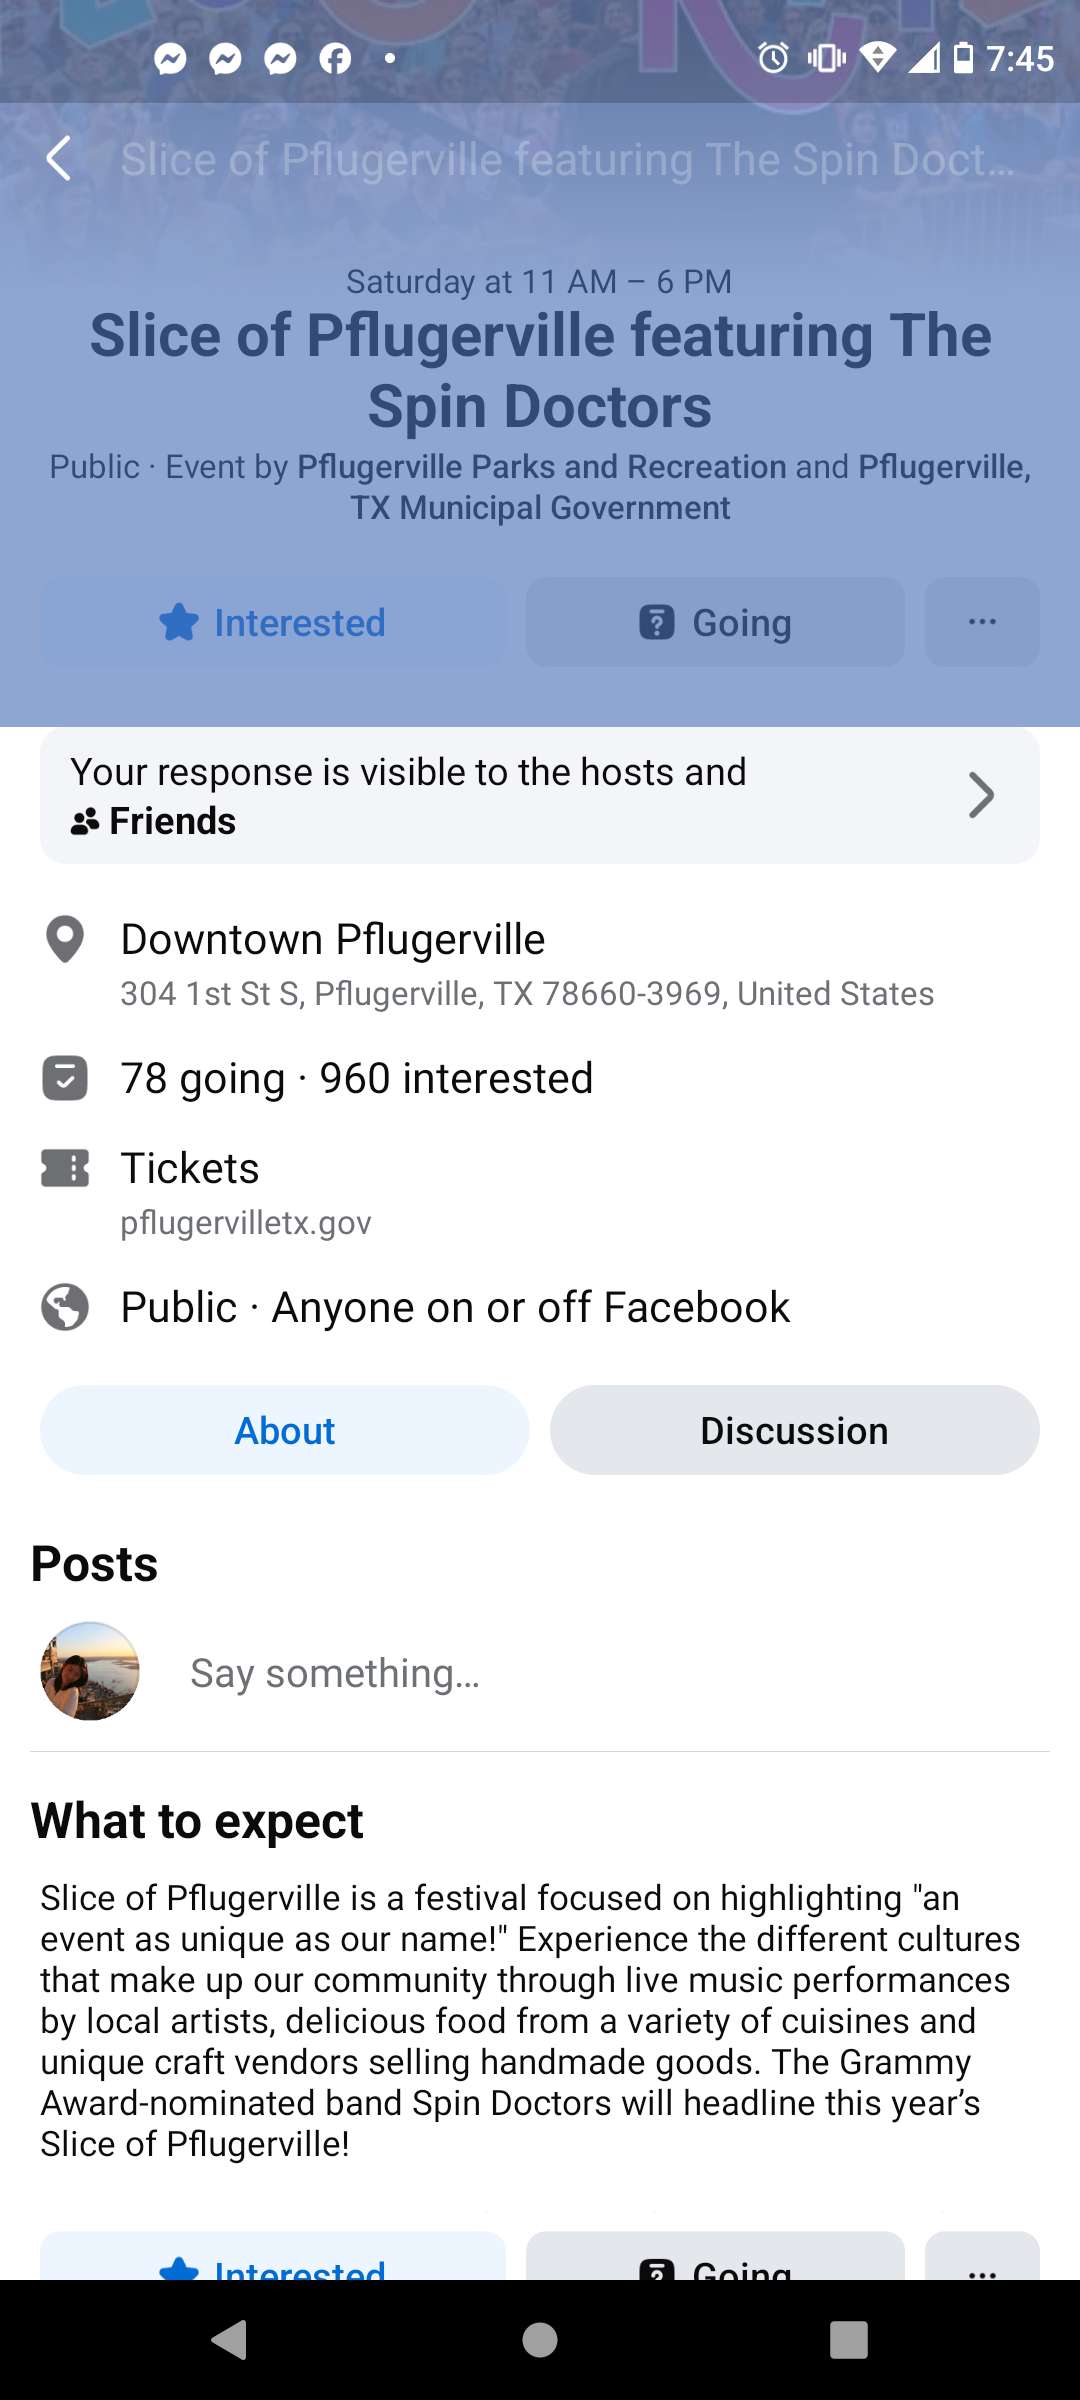 7:45
Slice of Pflugerville featuring The Spin Doct...
Saturday at 11 AM – 6 PM
Slice of Pflugerville featuring The
Spin Doctors
Public · Event by Pflugerville Parks and Recreation and Pflugerville,
TX Municipal Government
Interested
Going
Your response is visible to the hosts and
Friends
Downtown Pflugerville
304 1st St S, Pflugerville, TX 78660-3969, United States
78 going · 960 interested
Tickets
pflugervilletx.gov
Public · Anyone on or off Facebook
About
Discussion
Posts
Say something...
What to expect
Slice of Pflugerville is a festival focused on highlighting "an
event as unique as our name!" Experience the different cultures
that make up our community through live music performances
by local artists, delicious food from a variety of cuisines and
unique craft vendors selling handmade goods. The Grammy
Award-nominated band Spin Doctors will headline this year's
Slice of Pflugerville!
Interested
Going